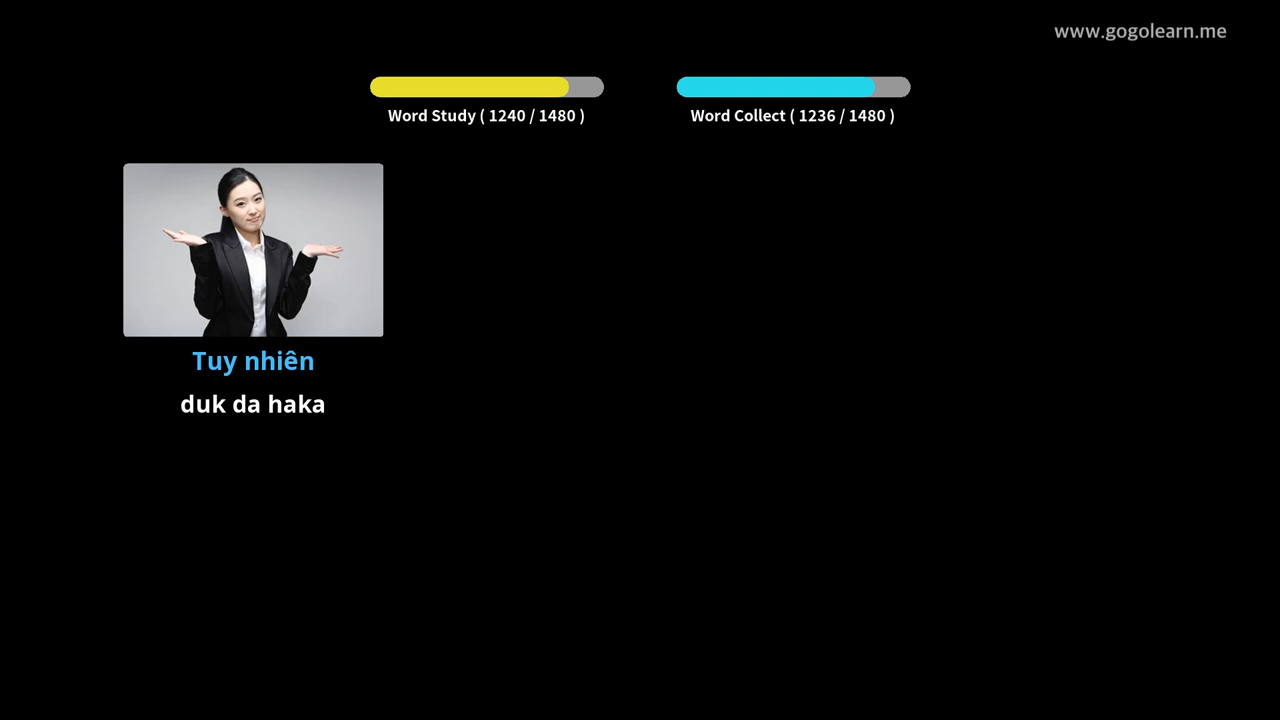 www.gogolearn.me
Word Study ( 1240 / 1480 )
Word Collect ( 1236 / 1480 )
Tuy nhiên
duk da haka